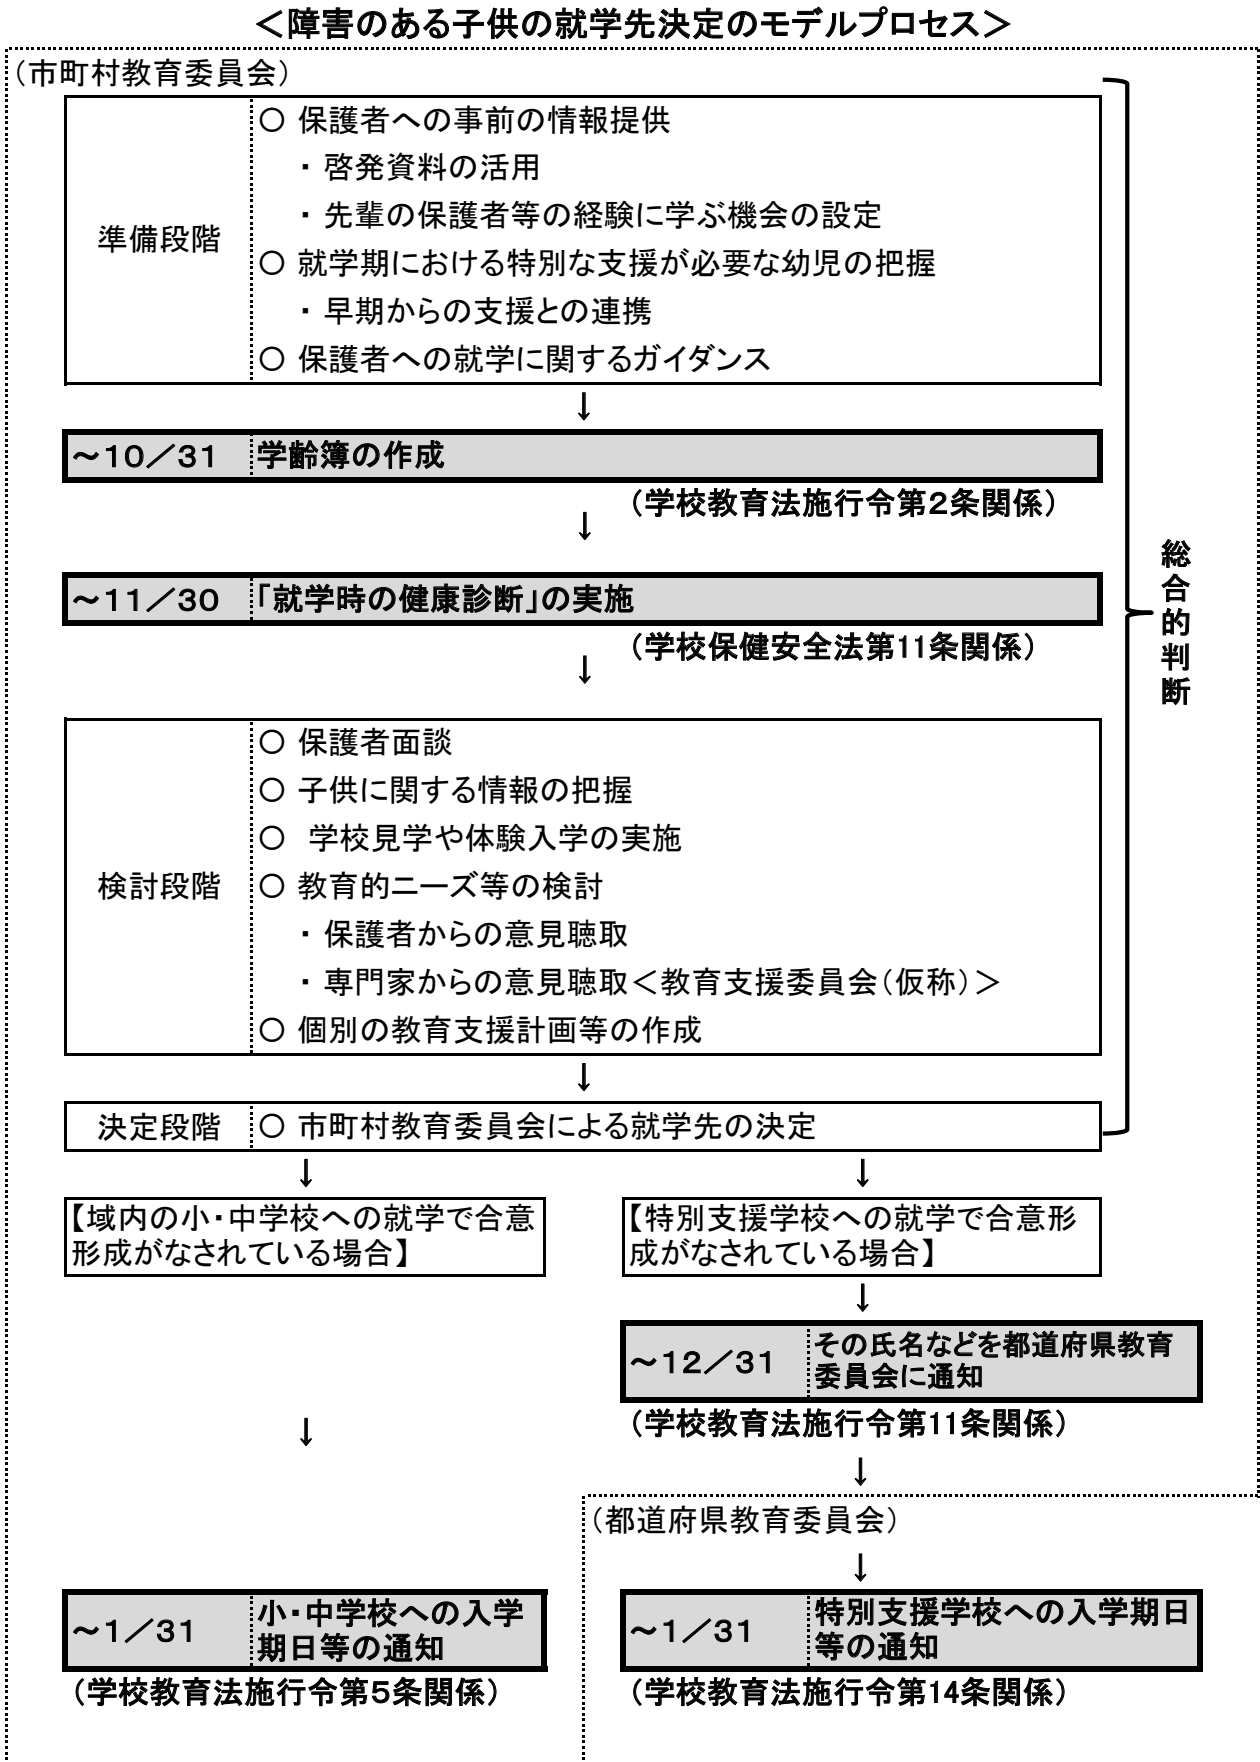 ＜障害のある子供の就学先決定のモデルプロセス＞
（市町村教育委員会）
準備段階
○ 保護者への事前の情報提供
・ 啓発資料の活用
・ 先輩の保護者等の経験に学ぶ機会の設定
○ 就学期における特別な支援が必要な幼児の把握
・ 早期からの支援との連携
○ 保護者への就学に関するガイダンス
↓
～10／31 学齢簿の作成
（学校教育法施行令第２条関係）
↓
～11／30 「就学時の健康診断」の実施
（学校保健安全法第11条関係）
↓
検討段階
○ 保護者面談
○ 子供に関する情報の把握
○ 学校見学や体験入学の実施
○ 教育的ニーズ等の検討
・ 保護者からの意見聴取
・ 専門家からの意見聴取＜教育支援委員会（仮称）＞
○ 個別の教育支援計画等の作成
↓
決定段階 ○ 市町村教育委員会による就学先の決定
総合的判断
↓ ↓
【域内の小・中学校への就学で合意
形成がなされている場合】
【特別支援学校への就学で合意形
成がなされている場合】
↓
～12／31
その氏名などを都道府県教育
委員会に通知
（学校教育法施行令第11条関係）
↓
↓
（都道府県教育委員会）
↓
～1／31
小・中学校への入学
期日等の通知
（学校教育法施行令第５条関係）
～1／31
特別支援学校への入学期日
等の通知
（学校教育法施行令第14条関係）